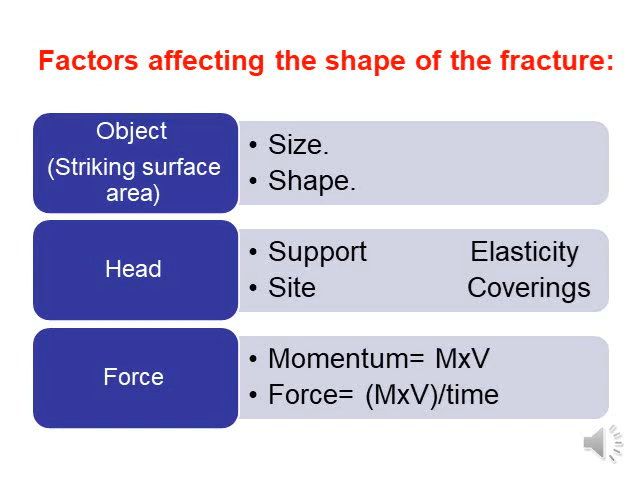 Factors affecting the shape of the fracture:
Object
(Striking surface
area)
• Size.
• Shape.
Head
• Support Elasticity
• Site Coverings
Force
• Momentum= MxV
• Force= (MxV)/time